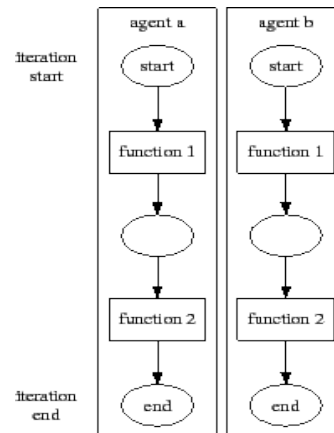 agent a
agent b
iteration
start
start
start
function 1
function 1
function 2
function 2
iteration
end
end
end